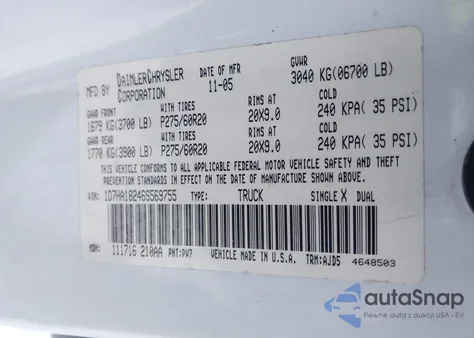 MFD BY DAIMLERCHRYSLER CORPORATION DATE OF MFR 11-05 GVWR 3040 KG(06700 LB)
GAWR FRONT WITH TIRES RIMS AT COLD
1679 KG(3700 LB) P275/60R20 20X9.0 240 KPA( 35 PSI)
GAWR REAR WITH TIRES RIMS AT COLD
1770 KG(3900 LB) P275/60R20 20X9.0 240 KPA( 35 PSI)
THIS VEHICLE CONFORMS TO ALL APPLICABLE FEDERAL MOTOR VEHICLE SAFETY AND THEFT
PREVENTION STANDARDS IN EFFECT ON THE DATE OF MANUFACTURE SHOWN ABOVE.
VIN: 1D7HA18246S569755 TYPE: TRUCK SINGLE X DUAL
MDH: 111716 210AA PNT:PW7 VEHICLE MADE IN U.S.A. TRM:AJD5 4648503
autoSnap
Pewne auta z aukcji USA - EU